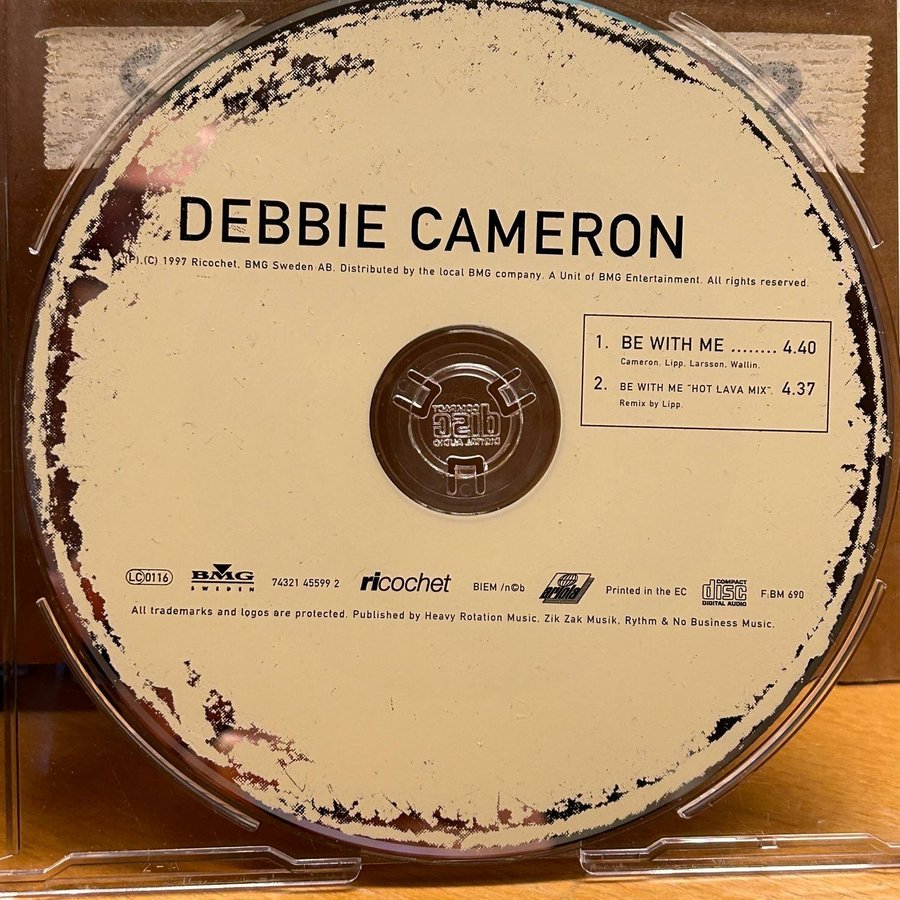 DEBBIE CAMERON
(P).(C) 1997 Ricochet. BMG Sweden AB. Distributed by the local BMG company. A Unit of BMG Entertainment. All rights reserved.
1. BE WITH ME ........ 4.40
Cameron. Lipp. Larsson. Wallin.
2. BE WITH ME "HOT LAVA MIX". 4.37
Remix by Lipp.
COMPACT
disc
DIGITAL AUDIO
LC 0116
BMG
SWEDEN
74321 45599 2
ricochet
BIEM /n©b
Printed in the EC
COMPACT
disc
DIGITAL AUDIO
F:BM 690
All trademarks and logos are protected. Published by Heavy Rotation Music. Zik Zak Musik, Rythm & No Business Music.